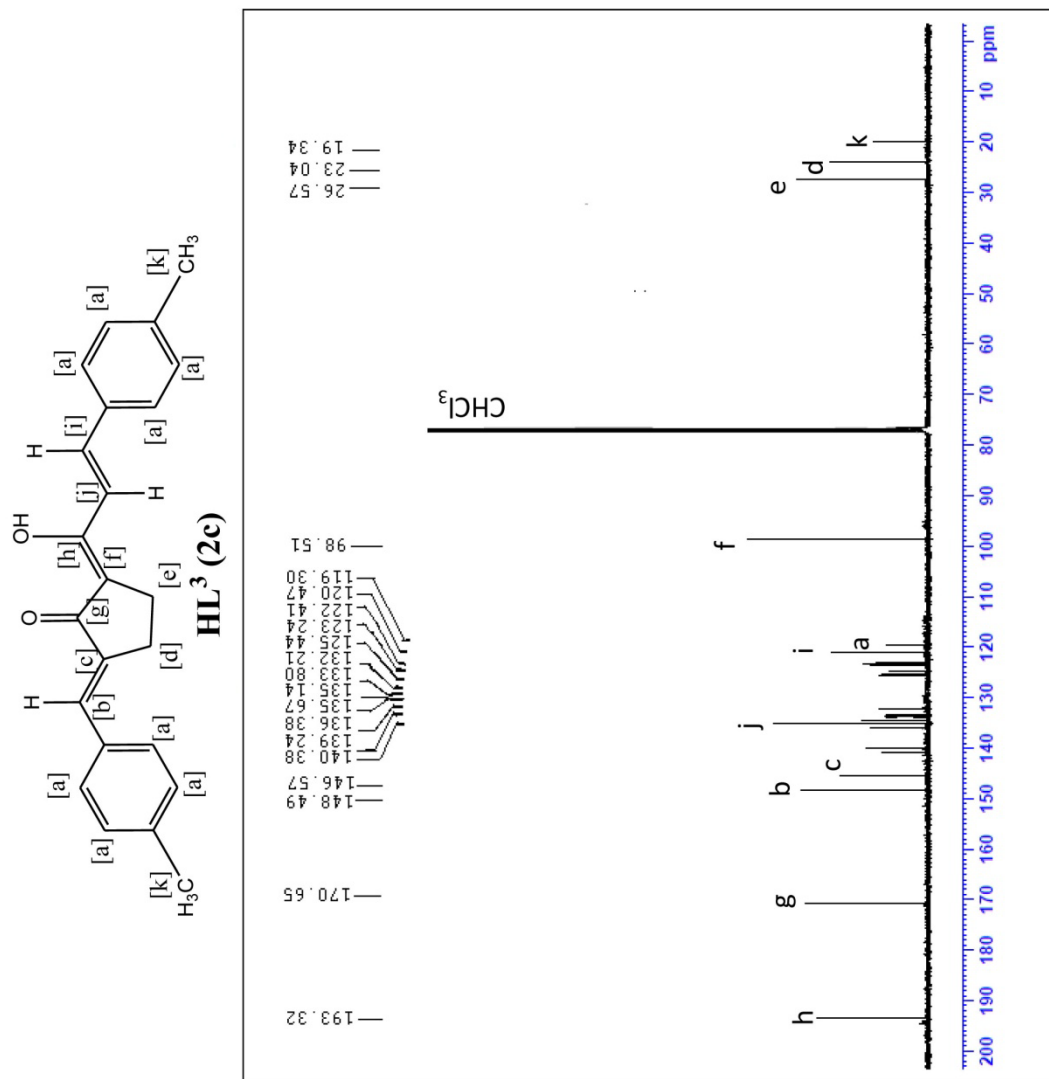 OH
H
O
H
[b]
[c]
[g]
[h]
[f]
[j]
[i]
H
[a]
[a]
[a]
[a]
[a]
[a]
[a]
[a]
[d]
[e]
[k]
H₃C
[k]
CH₃
HL³ (2c)
193.32
170.65
148.49
146.57
140.38
139.24
136.38
135.67
135.14
133.80
132.21
125.44
123.24
122.41
120.47
119.30
98.51
26.57
23.04
19.34
CHCl₃
h
g
b
c
j
i
a
f
e
d
k
200 190 180 170 160 150 140 130 120 110 100 90 80 70 60 50 40 30 20 10 ppm